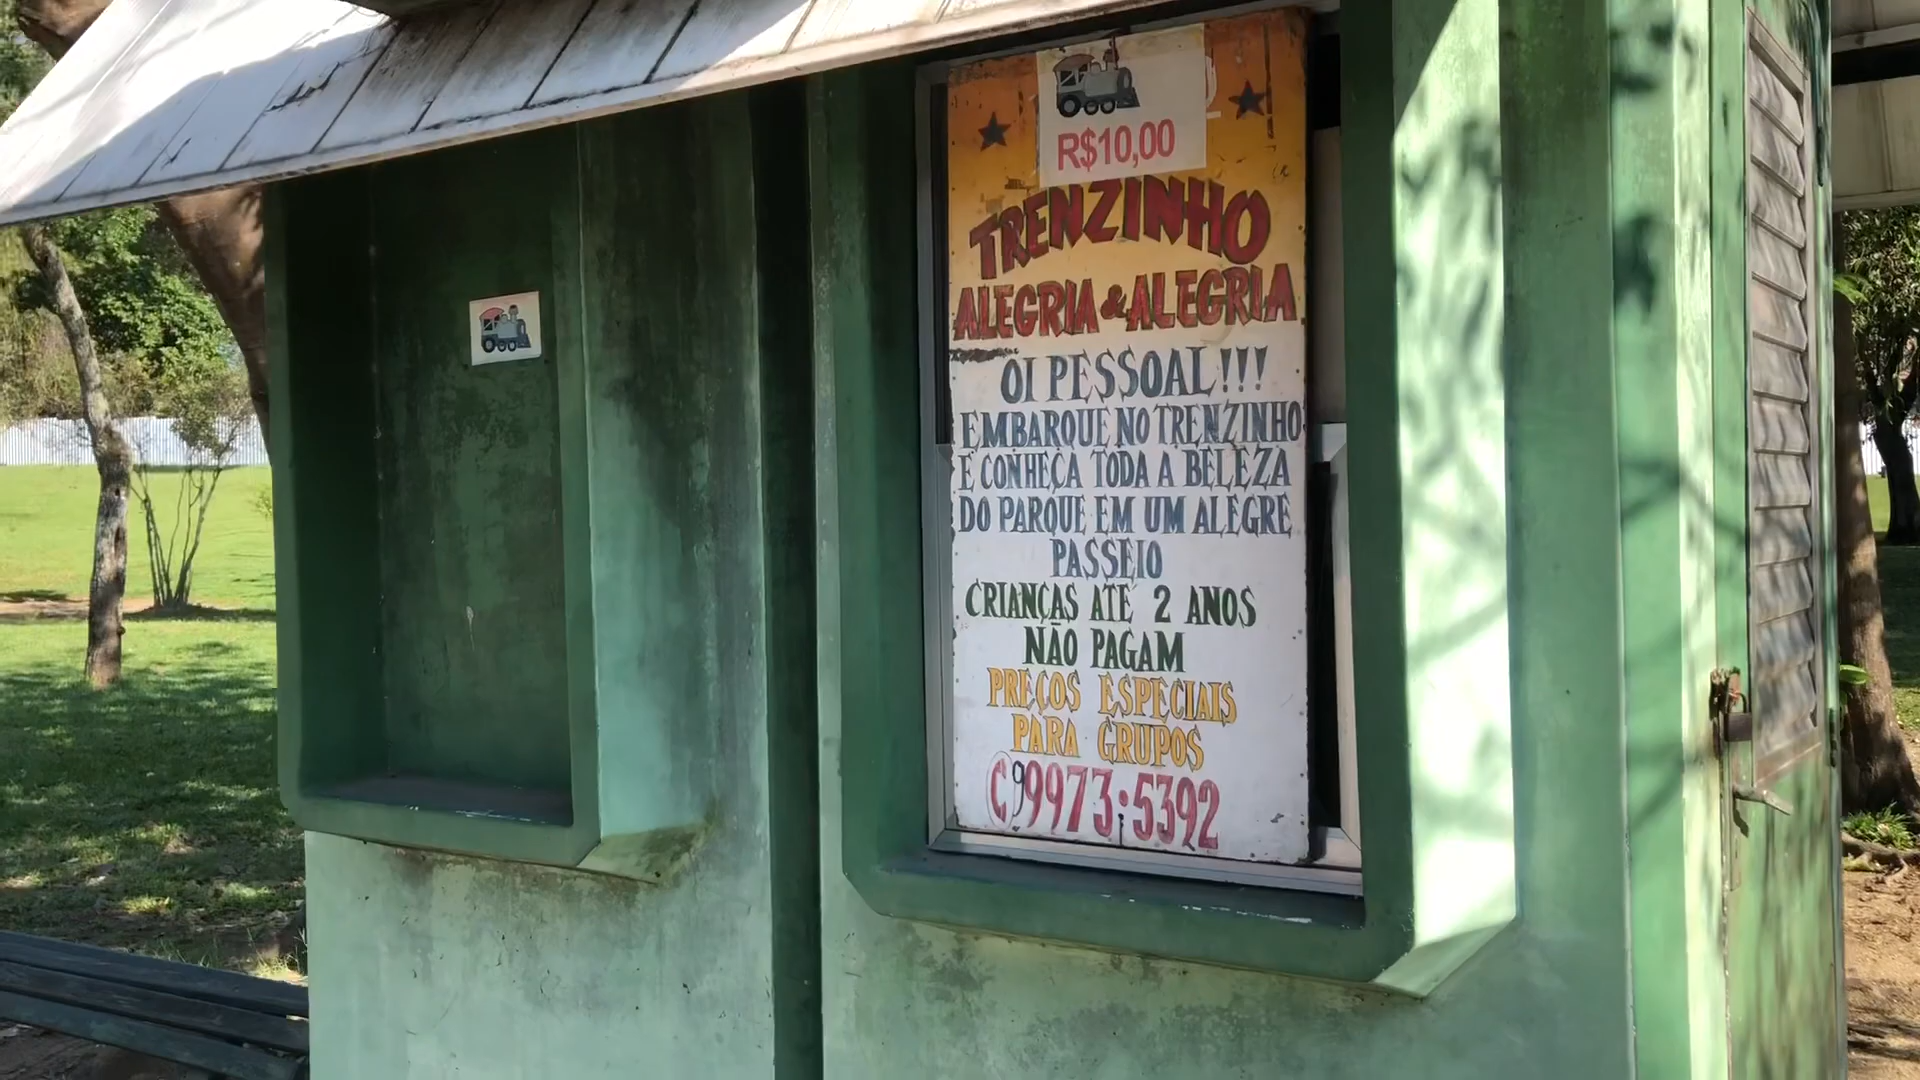 R$10,00
TRENZINHO
ALEGRIA & ALEGRIA
OI PESSOAL!!!
EMBARQUE NO TRENZINHO
E CONHEÇA TODA A BELEZA
DO PARQUE EM UM ALEGRE
PASSEIO
CRIANÇAS ATÉ 2 ANOS
NÃO PAGAM
PREÇOS ESPECIAIS
PARA GRUPOS
99973:5392